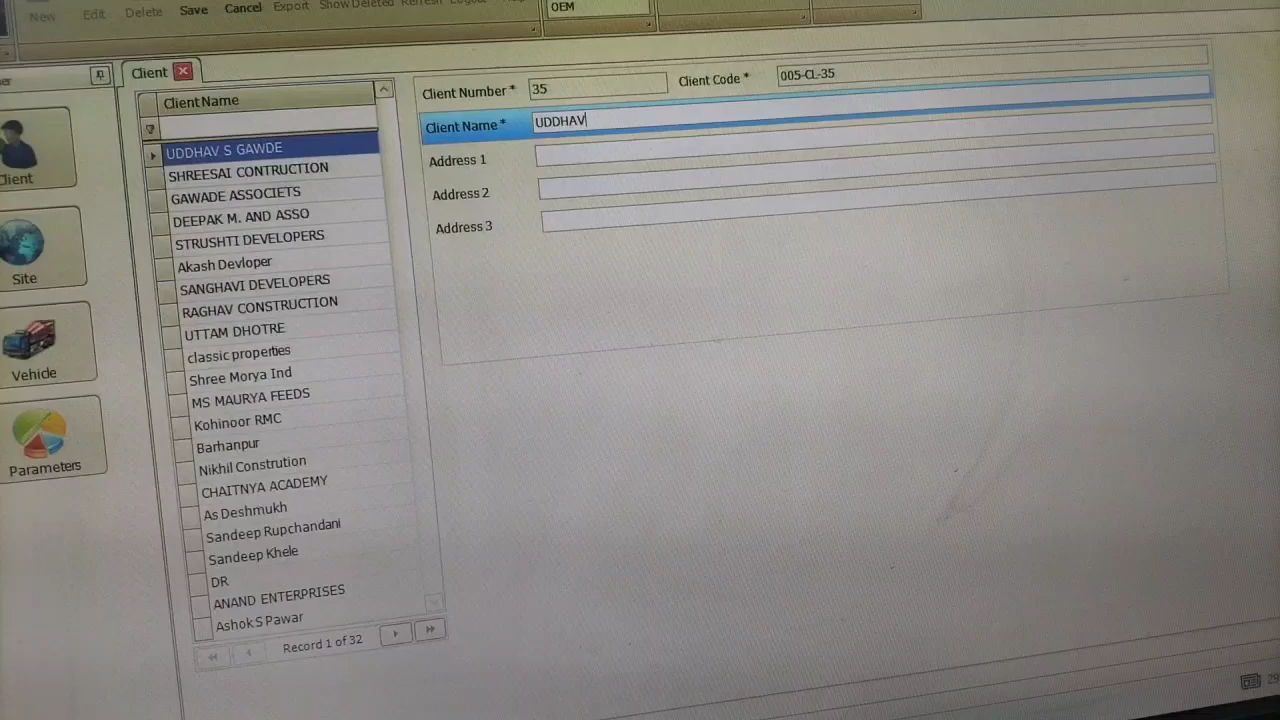 New Edit Delete Save Cancel Export Show Deleted Refresh Logout
OEM
Client
Client
Site
Vehicle
Parameters
Client Name
UDDHAV S GAWDE
SHREESAI CONTRUCTION
GAWADE ASSOCIETS
DEEPAK M. AND ASSO
STRUSHTI DEVELOPERS
Akash Devloper
SANGHAVI DEVELOPERS
RAGHAV CONSTRUCTION
UTTAM DHOTRE
classic properties
Shree Morya Ind
MS MAURYA FEEDS
Kohinoor RMC
Barhanpur
Nikhil Constrution
CHAITNYA ACADEMY
As Deshmukh
Sandeep Rupchandani
Sandeep Khele
DR
ANAND ENTERPRISES
Ashok S Pawar
Record 1 of 32
Client Number * 35 Client Code * 005-CL-35
Client Name * UDDHAV
Address 1
Address 2
Address 3